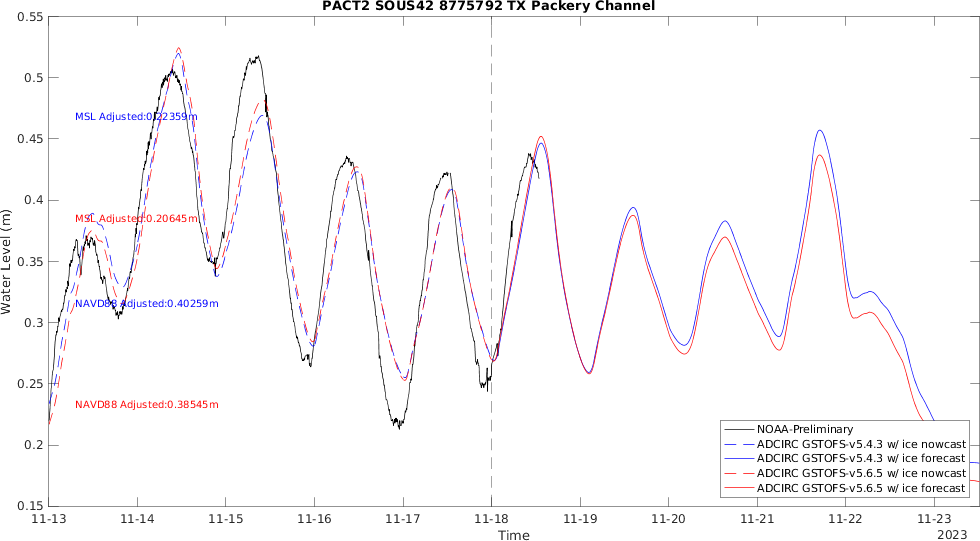 PACT2 SOUS42 8775792 TX Packery Channel
0.55
0.5
0.45
0.4
0.35
0.3
0.25
0.2
0.15
Water Level (m)
MSL Adjusted:0.22359m
MSL Adjusted:0.20645m
NAVD88 Adjusted:0.40259m
NAVD88 Adjusted:0.38545m
NOAA-Preliminary
ADCIRC GSTOFS-v5.4.3 w/ ice nowcast
ADCIRC GSTOFS-v5.4.3 w/ ice forecast
ADCIRC GSTOFS-v5.6.5 w/ ice nowcast
ADCIRC GSTOFS-v5.6.5 w/ ice forecast
11-13 11-14 11-15 11-16 11-17 11-18 11-19 11-20 11-21 11-22 11-23
Time
2023